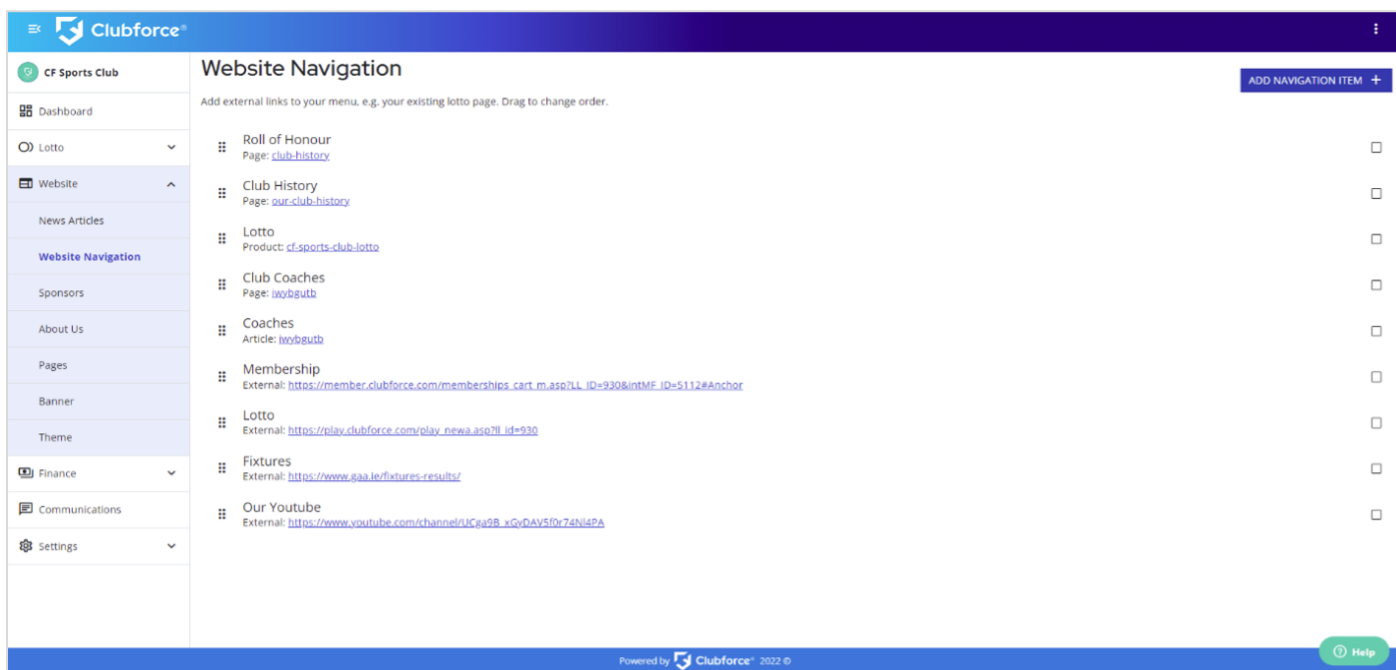 Clubforce®
CF Sports Club
Dashboard
Lotto
Website
News Articles
Website Navigation
Sponsors
About Us
Pages
Banner
Theme
Finance
Communications
Settings
Website Navigation
ADD NAVIGATION ITEM +
Add external links to your menu, e.g. your existing lotto page. Drag to change order.
Roll of Honour
Page: club-history
Club History
Page: our-club-history
Lotto
Product: cf-sports-club-lotto
Club Coaches
Page: iwybgutb
Coaches
Article: iwybgutb
Membership
External: https://member.clubforce.com/memberships_cart_m.asp?LL_ID=930&intMF_ID=5112#Anchor
Lotto
External: https://play.clubforce.com/play_newa.asp?ll_id=930
Fixtures
External: https://www.gaa.ie/fixtures-results/
Our Youtube
External: https://www.youtube.com/channel/UCga9B_xGyDAV5f0r74Nl4PA
Powered by Clubforce® 2022 ©
Help